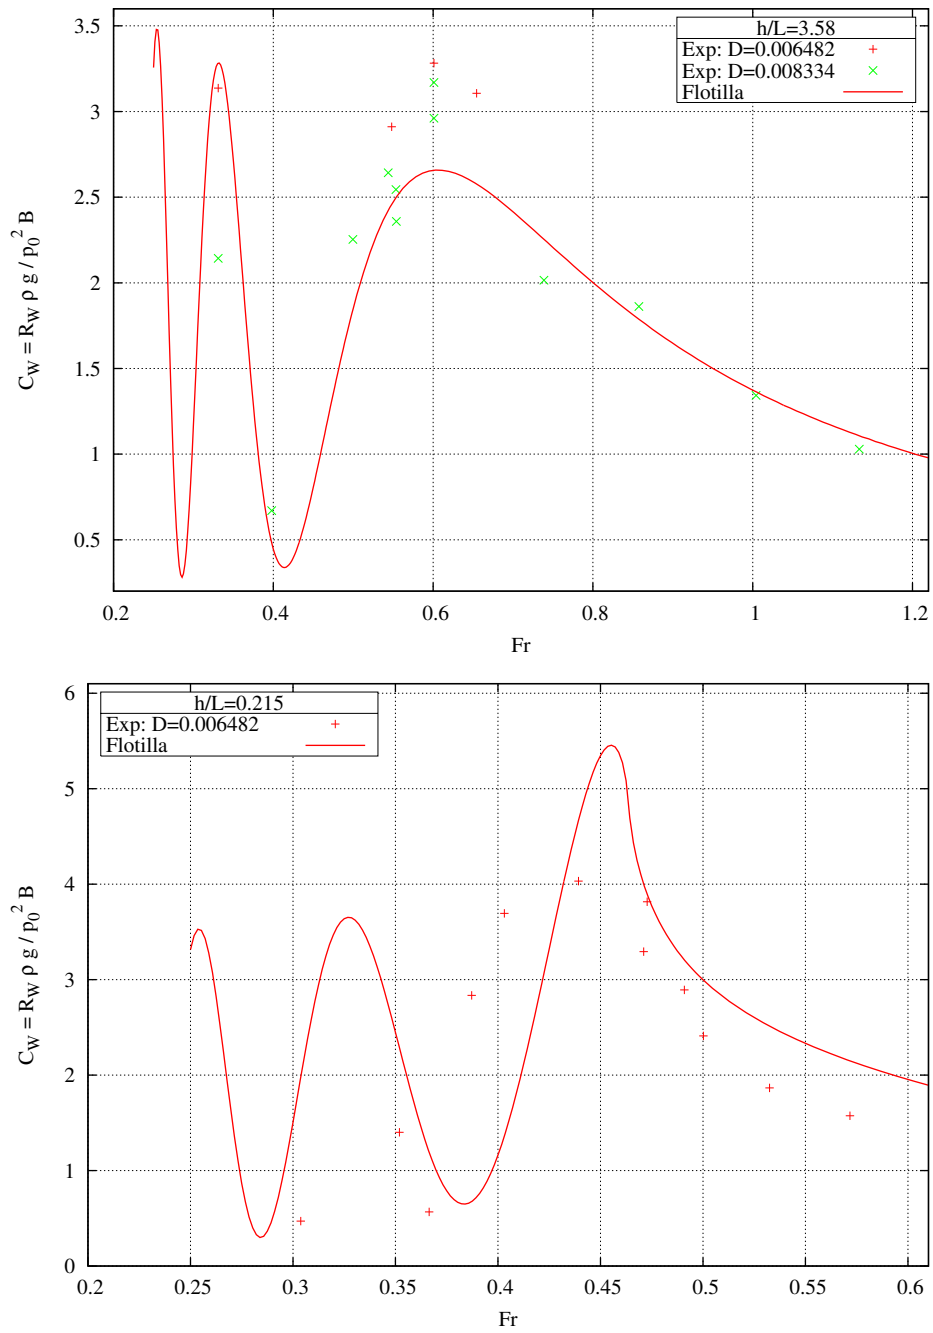 3.5
3
2.5
2
1.5
1
0.5
0.2
0.4
0.6
0.8
1
1.2
Fr
C_W = R_W ρ g / p_0^2 B
h/L=3.58
Exp: D=0.006482
Exp: D=0.008334
Flotilla
6
5
4
3
2
1
0
0.2
0.25
0.3
0.35
0.4
0.45
0.5
0.55
0.6
Fr
C_W = R_W ρ g / p_0^2 B
h/L=0.215
Exp: D=0.006482
Flotilla